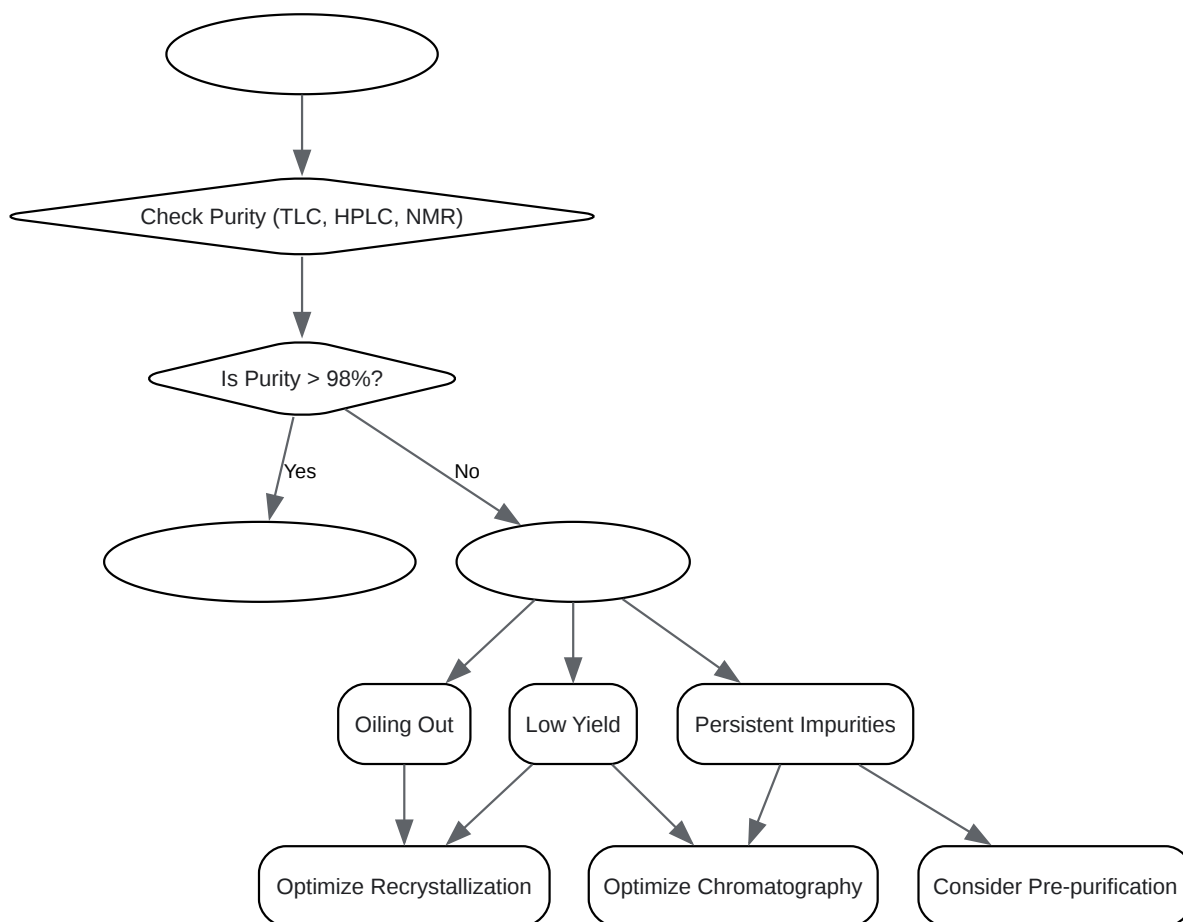 Check Purity (TLC, HPLC, NMR)
Is Purity > 98%?
Yes
No
Oiling Out
Low Yield
Persistent Impurities
Optimize Recrystallization
Optimize Chromatography
Consider Pre-purification